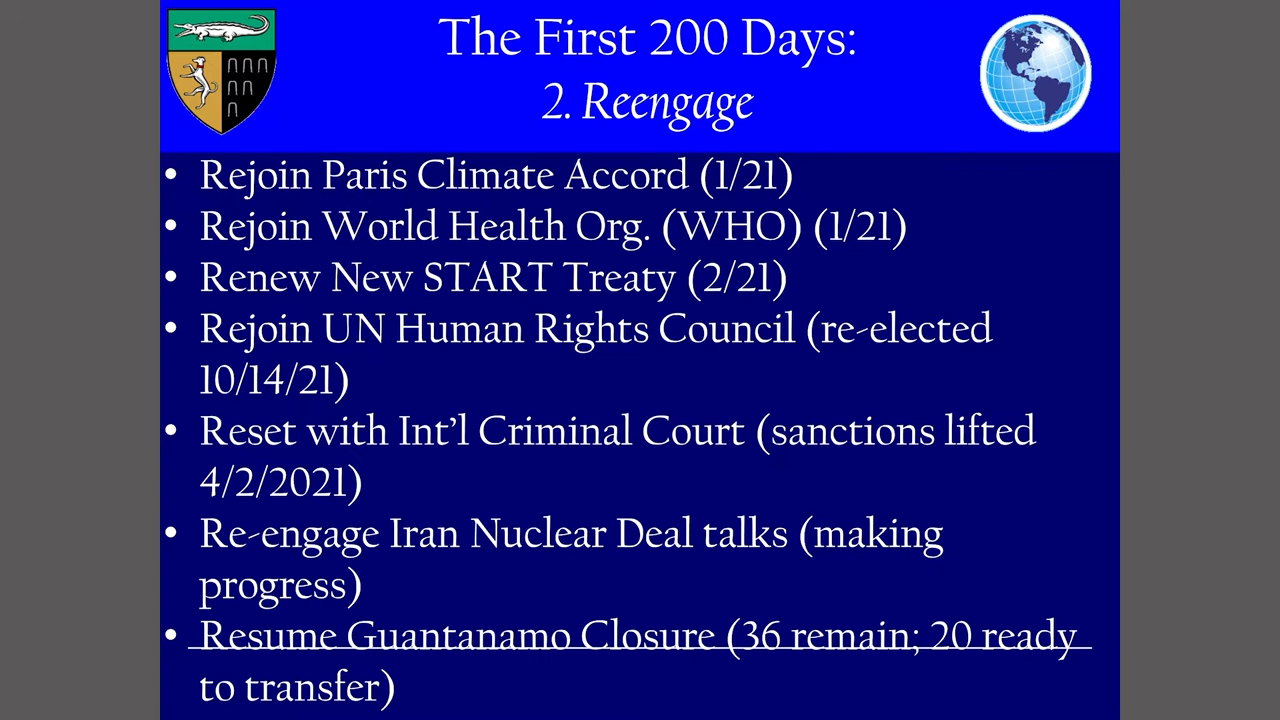 The First 200 Days:
2. Reengage
• Rejoin Paris Climate Accord (1/21)
• Rejoin World Health Org. (WHO) (1/21)
• Renew New START Treaty (2/21)
• Rejoin UN Human Rights Council (re-elected
10/14/21)
• Reset with Int'l Criminal Court (sanctions lifted
4/2/2021)
• Re-engage Iran Nuclear Deal talks (making
progress)
• Resume Guantanamo Closure (36 remain; 20 ready
to transfer)